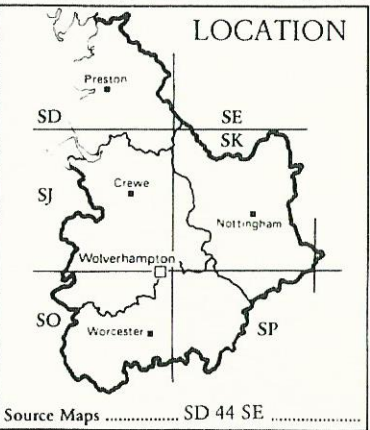 LOCATION
Preston
SD SE
SK
SJ
Crewe
Nottingham
Wolverhampton
SO
SP
Worcester
Source Maps .............. SD 44 SE ..................